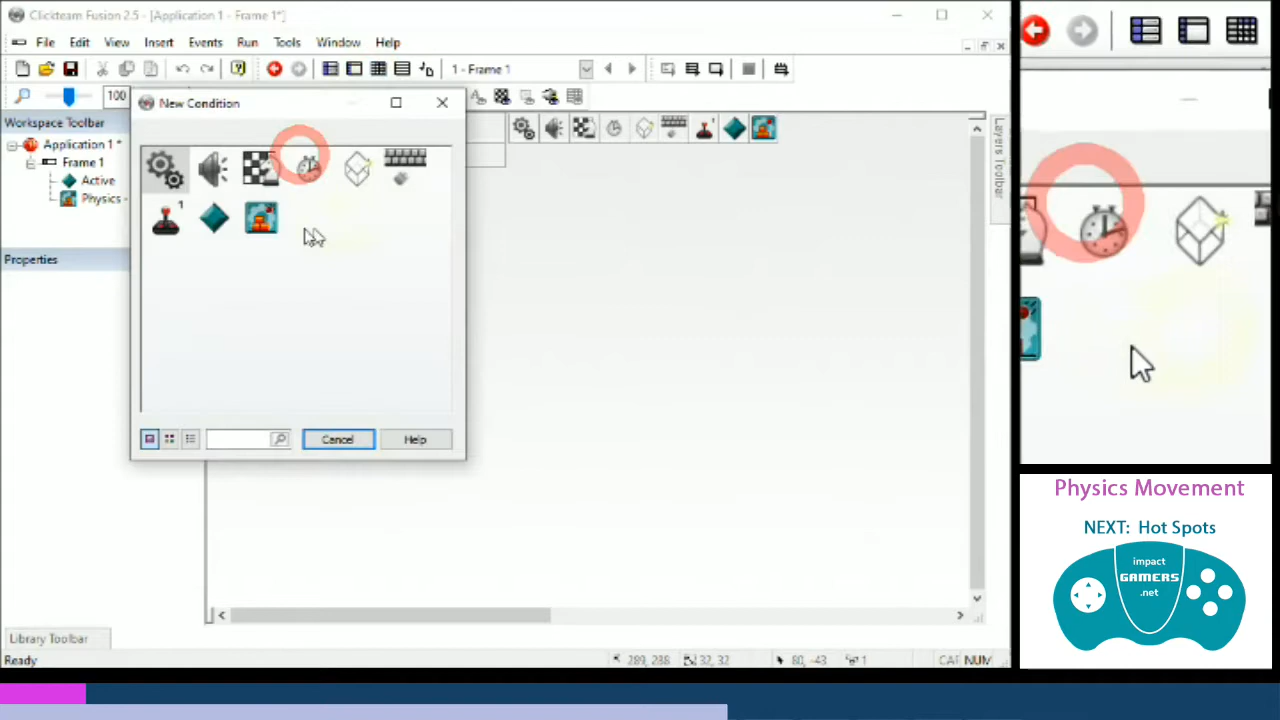 Clickteam Fusion 2.5 - [Application 1 - Frame 1*]
File Edit View Insert Events Run Tools Window Help
1 - Frame 1
100
New Condition
Workspace Toolbar
Application 1 *
Frame 1
Active
Physics -
Properties
1
Cancel Help
Layers Toolbar
Library Toolbar
Ready 289, 288 32, 32 80, -43 1 CAP NUM
Physics Movement
NEXT: Hot Spots
impact
GAMERS
.net